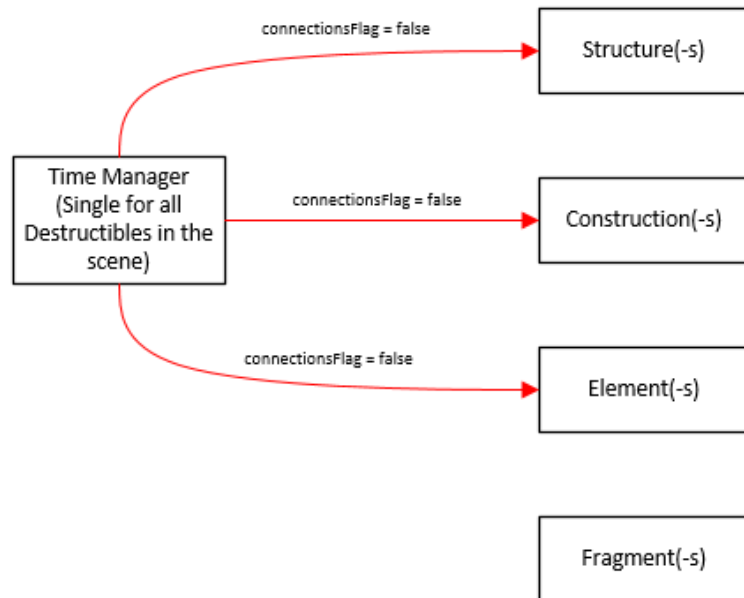 connectionsFlag = false
Structure(-s)
Time Manager
(Single for all
Destructibles in the
scene)
connectionsFlag = false
Construction(-s)
connectionsFlag = false
Element(-s)
Fragment(-s)